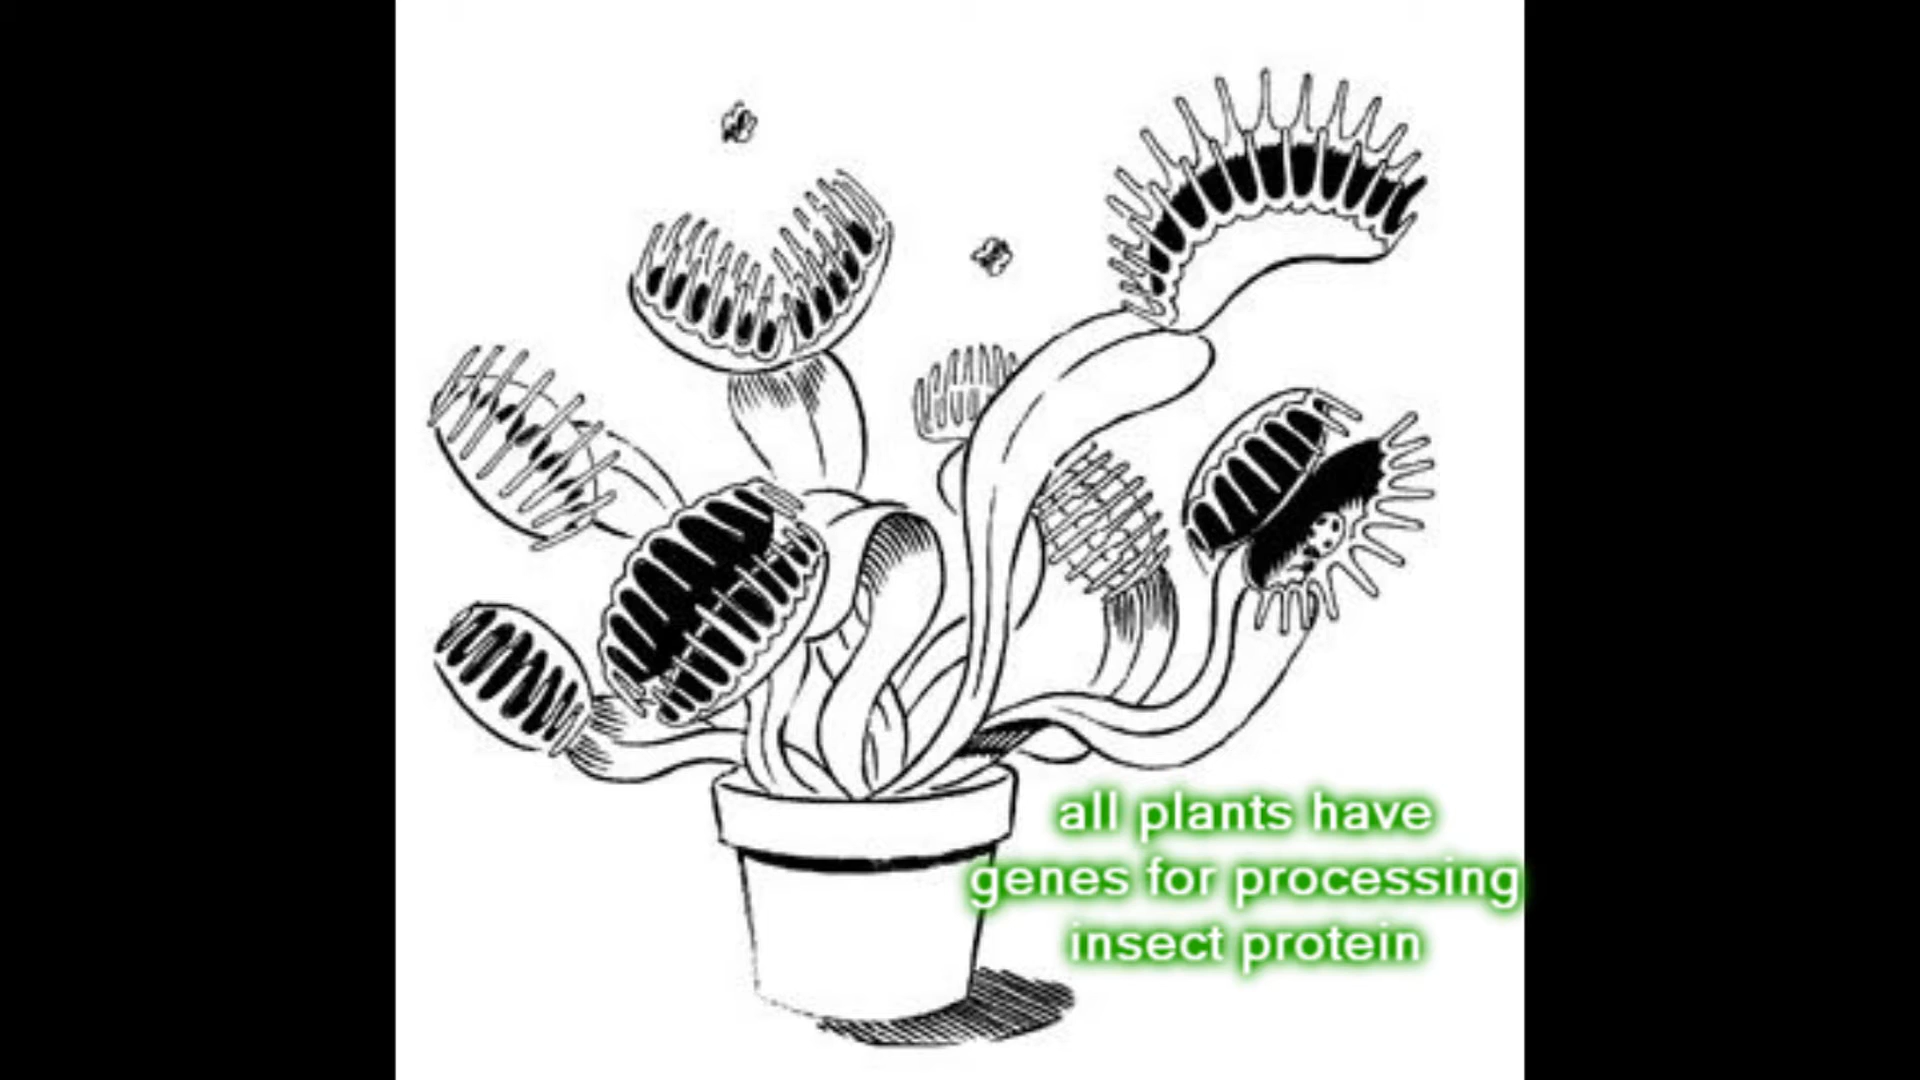 all plants have
genes for processing
insect protein